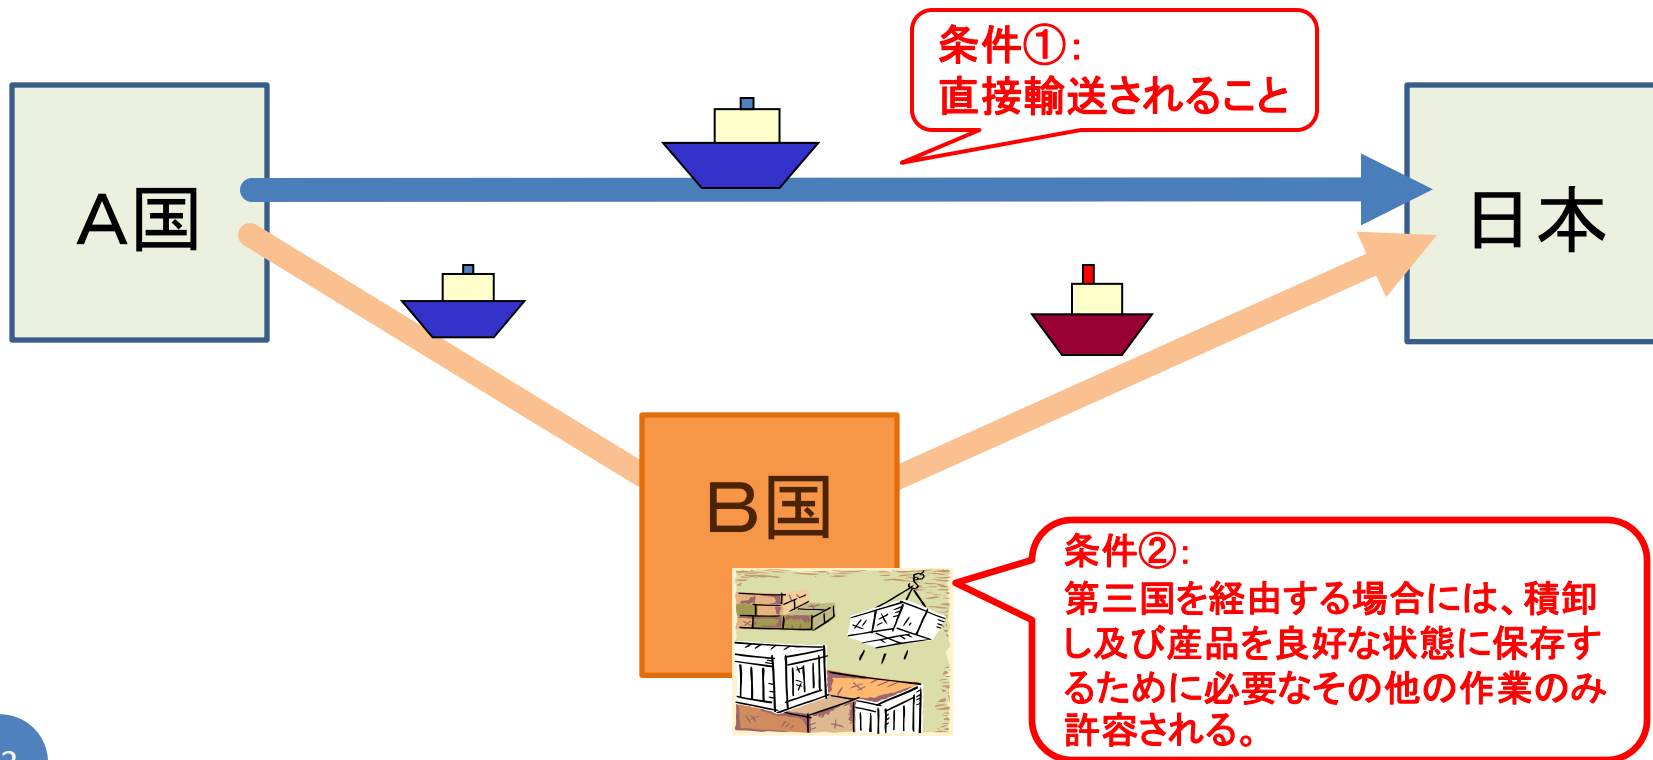 条件①:
直接輸送されること
A国
日本
B国
条件②:
第三国を経由する場合には、積卸
し及び産品を良好な状態に保存す
るために必要なその他の作業のみ
許容される。